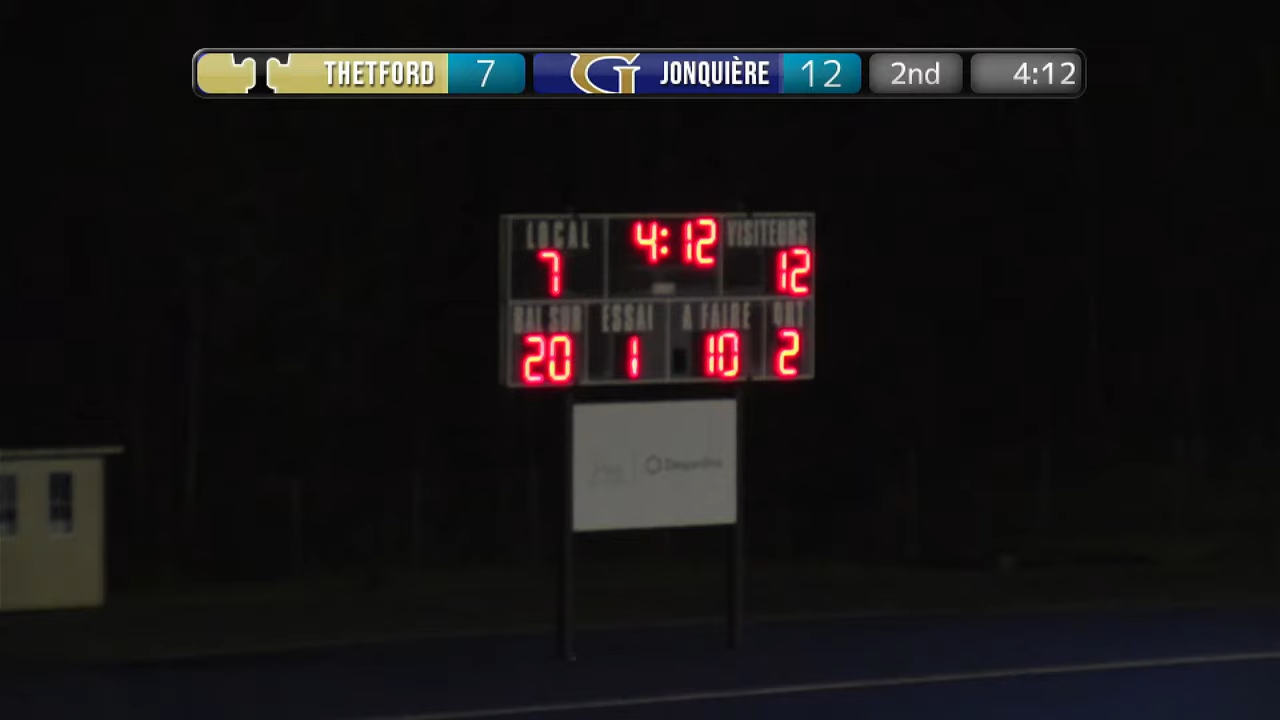 THETFORD 7 JONQUIÈRE 12 2nd 4:12
LOCAL 4:12 VISITEURS
7 12
BAL SUR ESSAI A FAIRE QRT
20 1 10 2
Desjardins